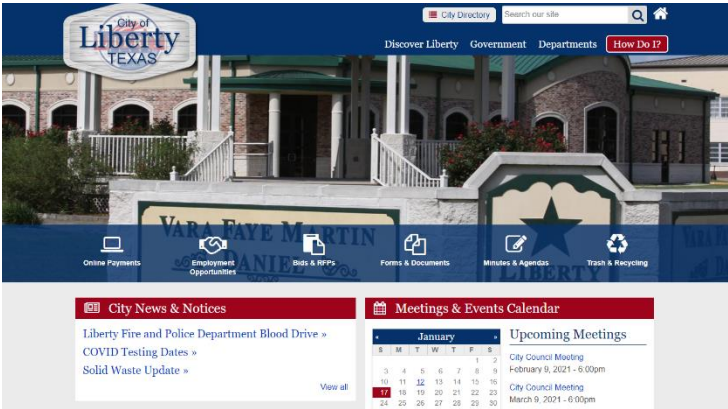 City of
Liberty
TEXAS
City Directory
Search our site
Discover Liberty Government Departments How Do I?
VARA FAYE MARTIN
DANIEL
LIBERTY
Online Payments
Employment
Opportunities
Bids & RFPs
Forms & Documents
Minutes & Agendas
Trash & Recycling
City News & Notices
Liberty Fire and Police Department Blood Drive »
COVID Testing Dates »
Solid Waste Update »
View all
Meetings & Events Calendar
« January »
S M T W T F S
1 2
3 4 5 6 7 8 9
10 11 12 13 14 15 16
17 18 19 20 21 22 23
24 25 26 27 28 29 30
Upcoming Meetings
City Council Meeting
February 9, 2021 - 6:00pm
City Council Meeting
March 9, 2021 - 6:00pm